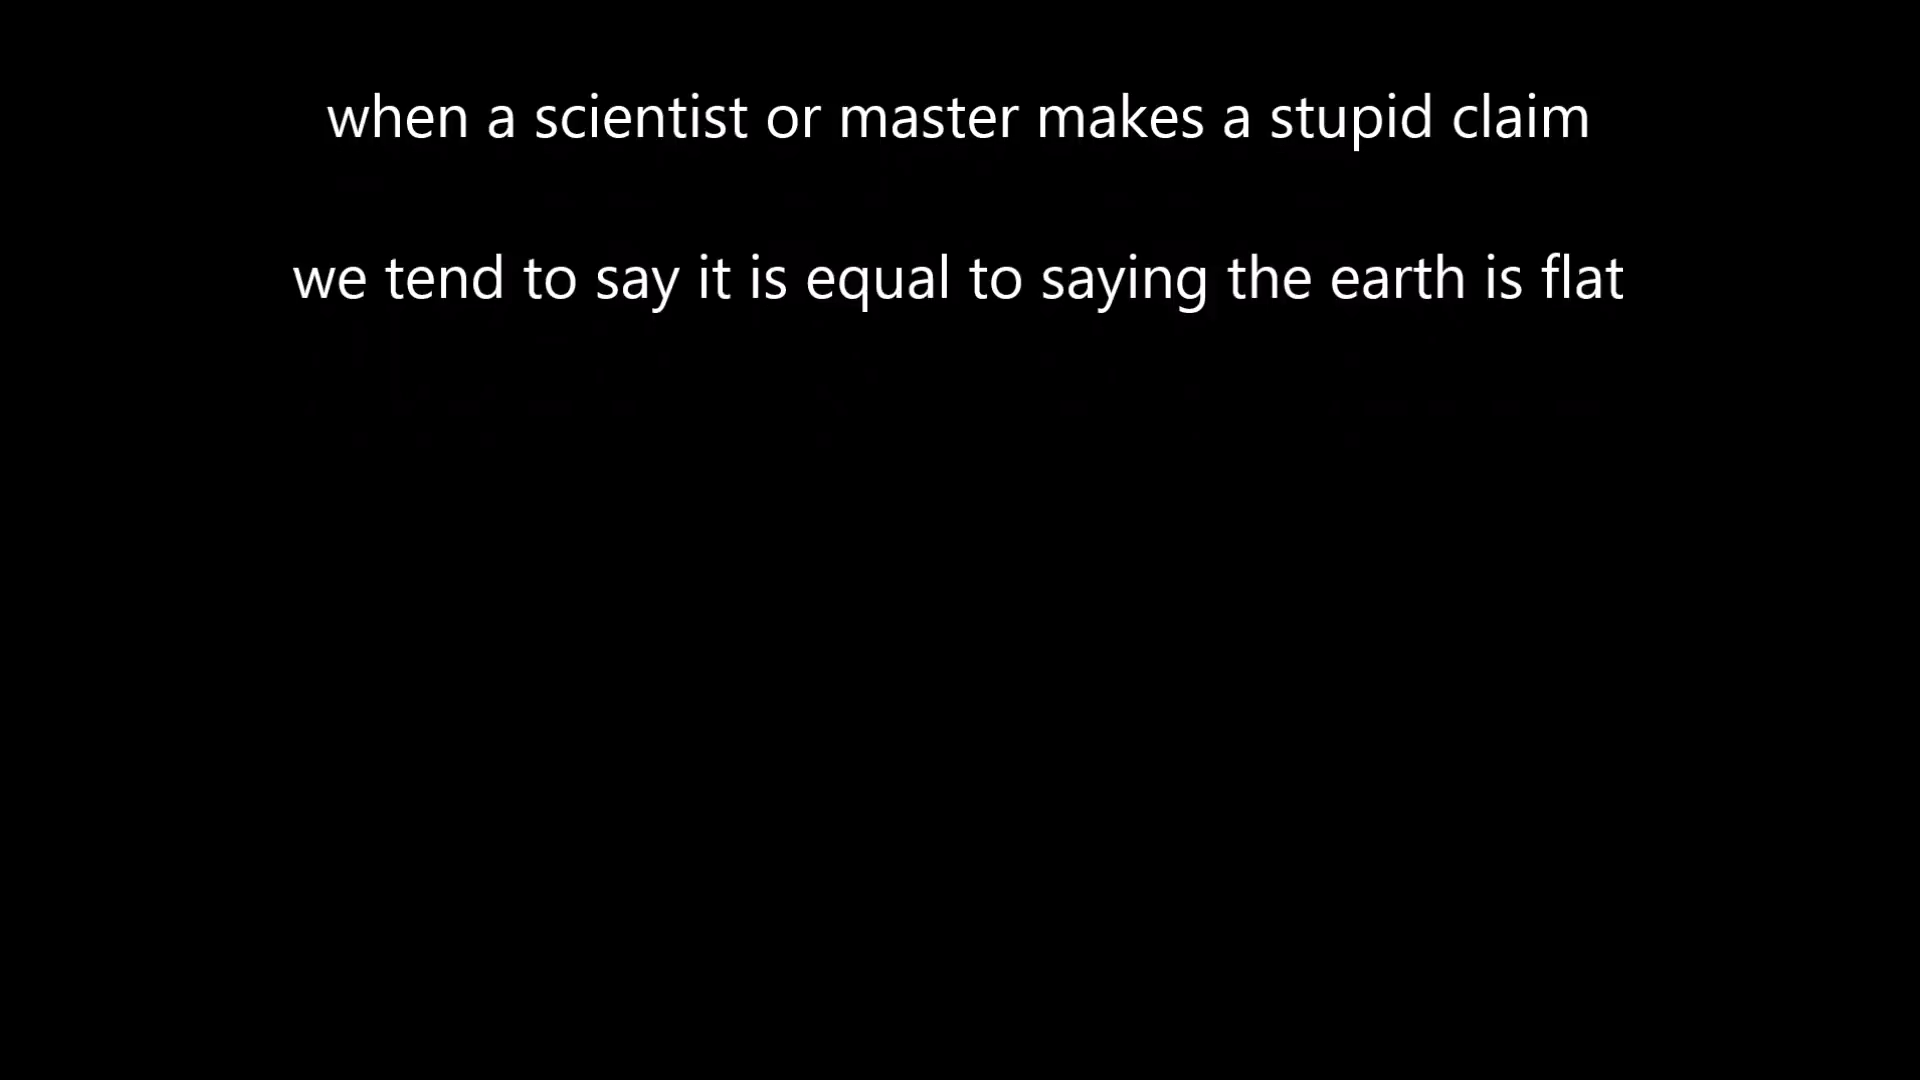 when a scientist or master makes a stupid claim
we tend to say it is equal to saying the earth is flat